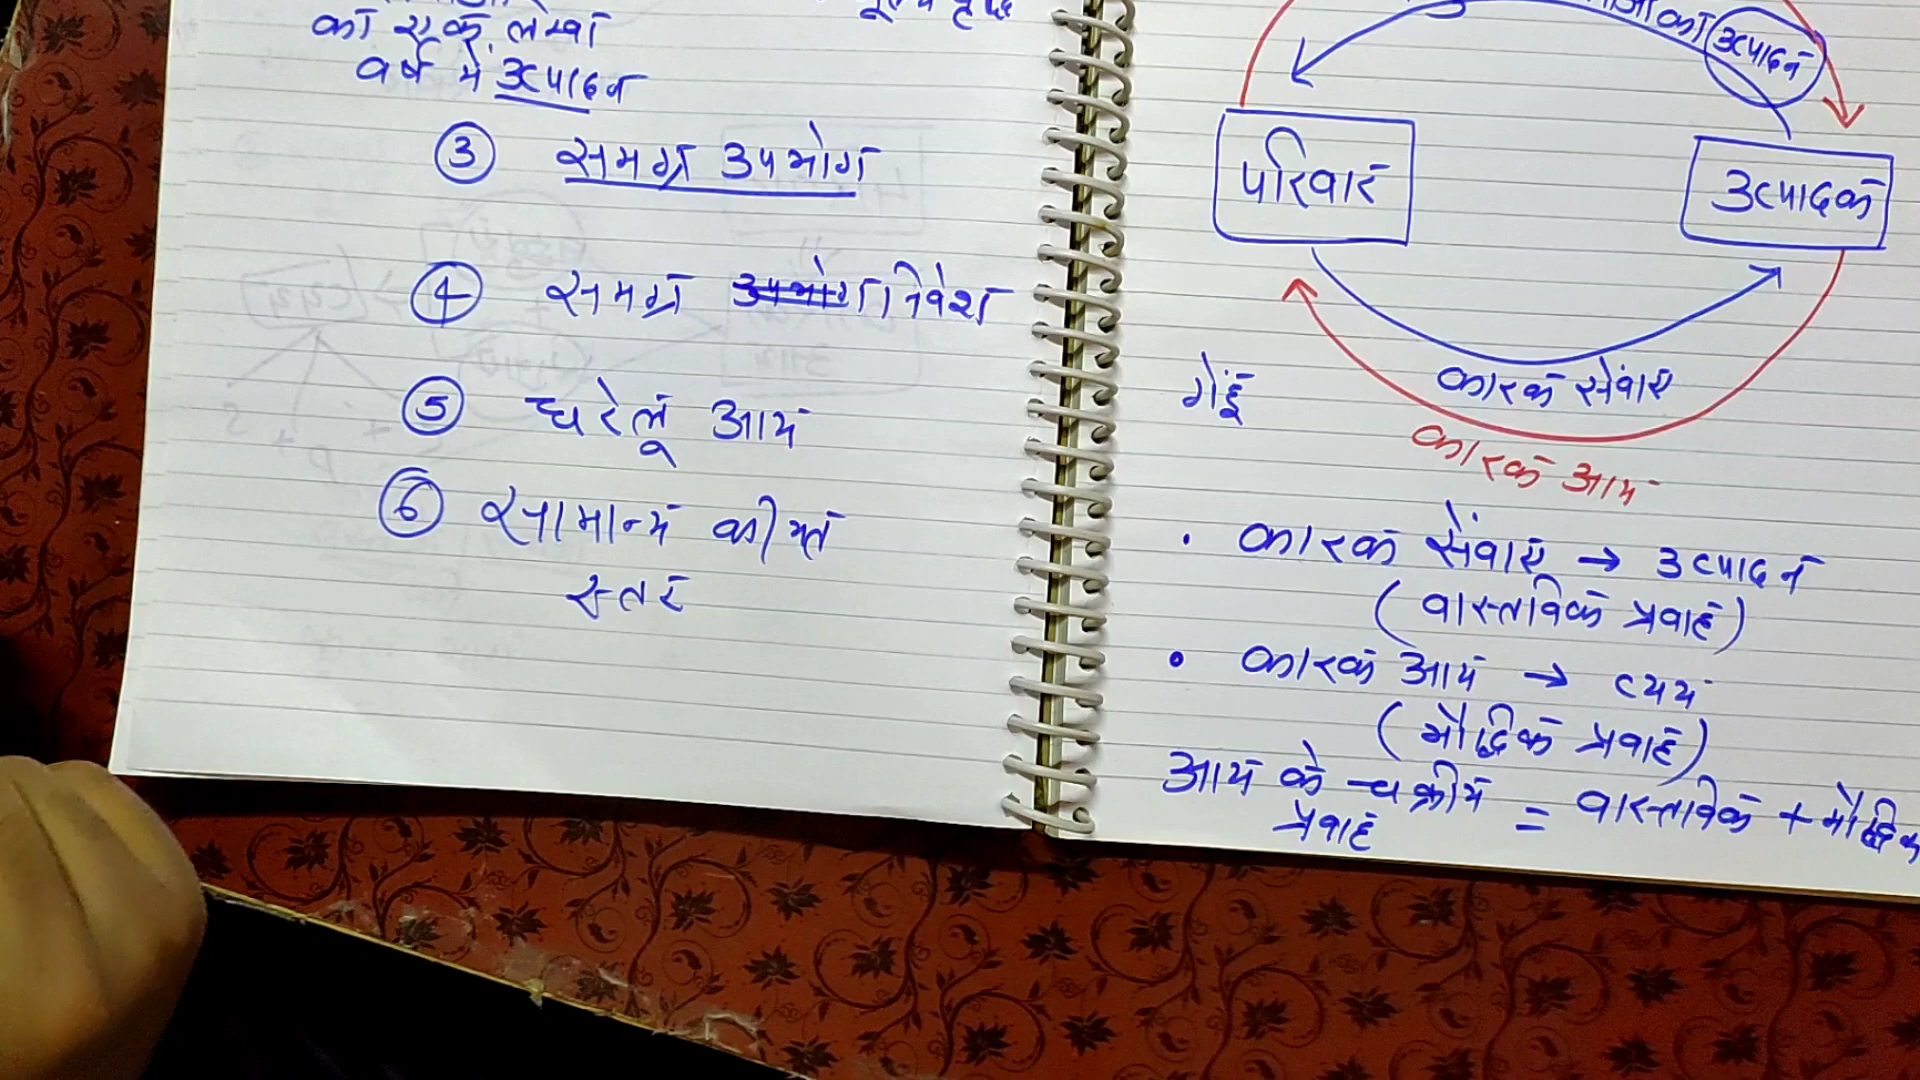 का एक लेखा
वर्ष में उत्पादन
③ समग्र उपभोग
④ समग्र उपभोग निवेश
⑤ घरेलू आय
⑥ सामान्य कीमत
स्तर
का उत्पादन
परिवार
उत्पादक
गेहूं
कारक सेवाएं
कारक आय
• कारक सेवाएं → उत्पादन
(वास्तविक प्रवाह)
• कारक आय → व्यय
(मौद्रिक प्रवाह)
आय के चक्रीय = वास्तविक + मौद्रिक
प्रवाह